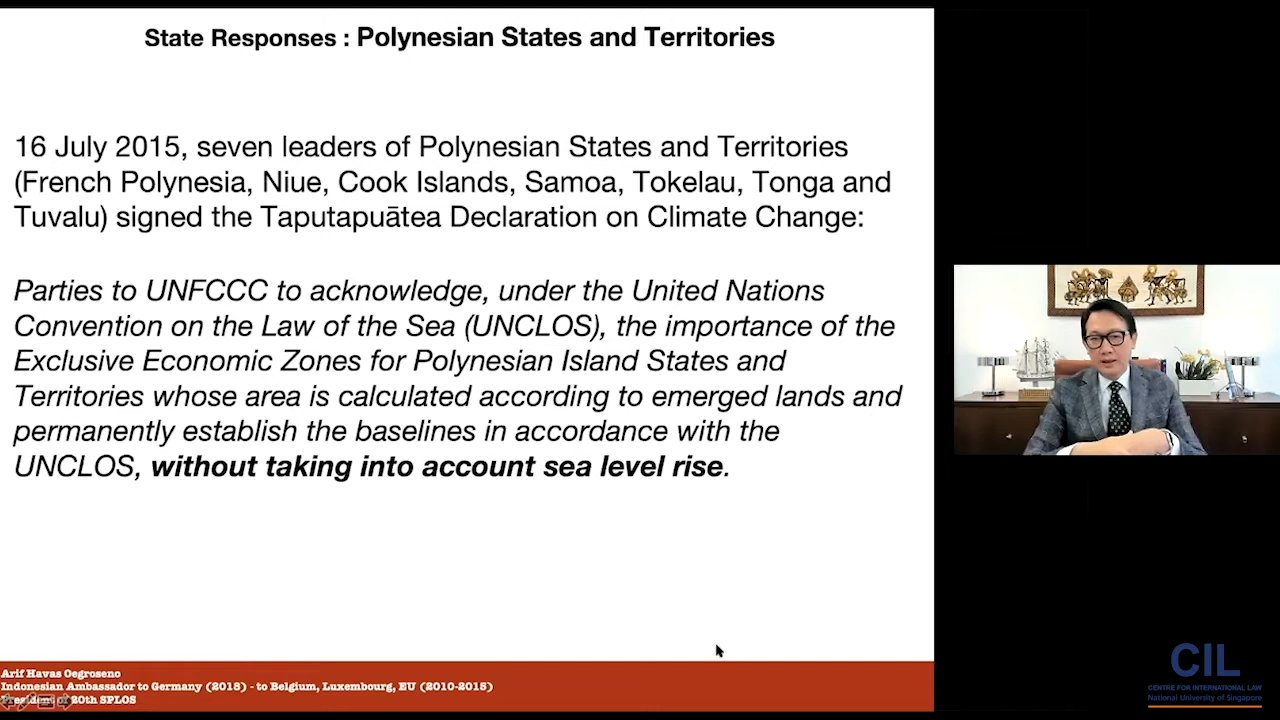 State Responses : Polynesian States and Territories
16 July 2015, seven leaders of Polynesian States and Territories
(French Polynesia, Niue, Cook Islands, Samoa, Tokelau, Tonga and
Tuvalu) signed the Taputapuātea Declaration on Climate Change:
Parties to UNFCCC to acknowledge, under the United Nations
Convention on the Law of the Sea (UNCLOS), the importance of the
Exclusive Economic Zones for Polynesian Island States and
Territories whose area is calculated according to emerged lands and
permanently establish the baselines in accordance with the
UNCLOS, without taking into account sea level rise.
Arif Havas Oegroseno
Indonesian Ambassador to Germany (2018) - to Belgium, Luxembourg, EU (2010-2015)
President of 20th SPLOS
CIL
CENTRE FOR INTERNATIONAL LAW
National University of Singapore